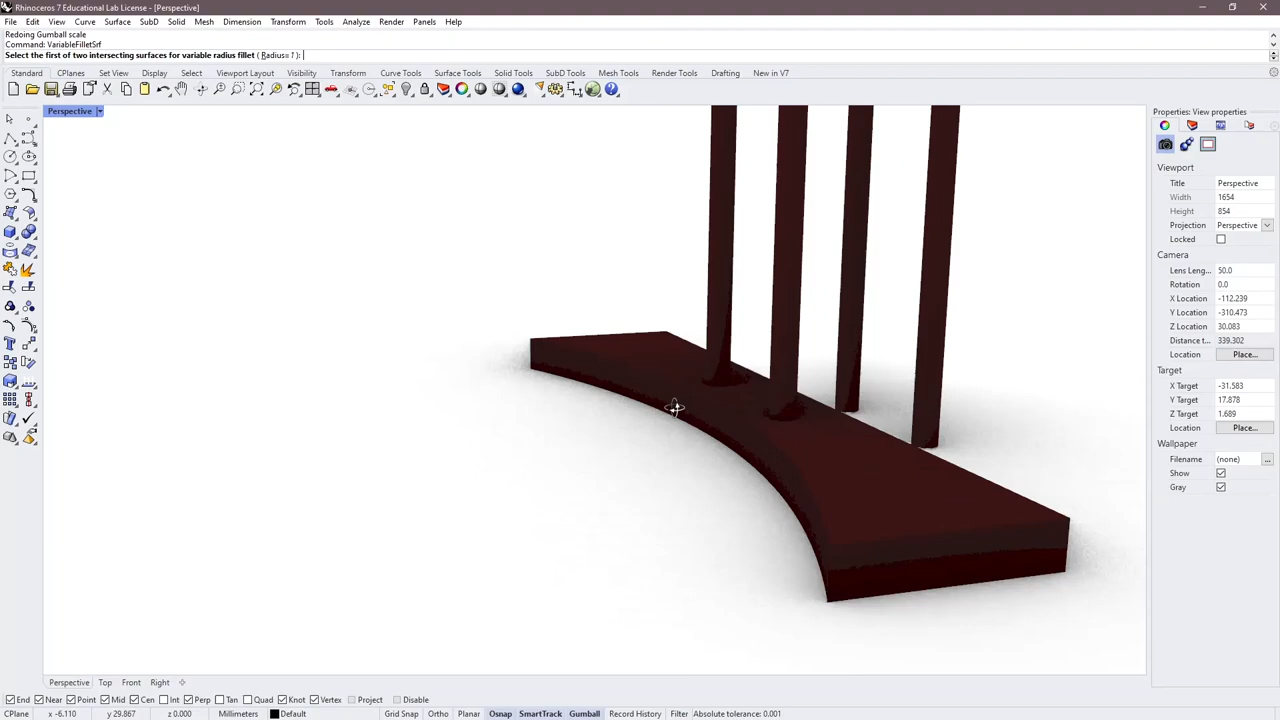 Rhinoceros 7 Educational Lab License - [Perspective]
File Edit View Curve Surface SubD Solid Mesh Dimension Transform Tools Analyze Render Panels Help
Redoing Gumball scale
Command: VariableFilletSrf
Select the first of two intersecting surfaces for variable radius fillet ( Radius=1 ):
Standard CPlanes Set View Display Select Viewport Layout Visibility Transform Curve Tools Surface Tools Solid Tools SubD Tools Mesh Tools Render Tools Drafting New in V7
Perspective
Properties: View properties
Viewport
Title Perspective
Width 1654
Height 854
Projection Perspective
Locked
Camera
Lens Leng... 50.0
Rotation 0.0
X Location -112.239
Y Location -310.473
Z Location 30.083
Distance t... 339.302
Location Place...
Target
X Target -31.583
Y Target 17.878
Z Target 1.689
Location Place...
Wallpaper
Filename (none) ...
Show
Gray
Perspective Top Front Right
End Near Point Mid Cen Int Perp Tan Quad Knot Vertex Project Disable
CPlane x -6.110 y 29.867 z 0.000 Millimeters Default Grid Snap Ortho Planar Osnap SmartTrack Gumball Record History Filter Absolute tolerance: 0.001